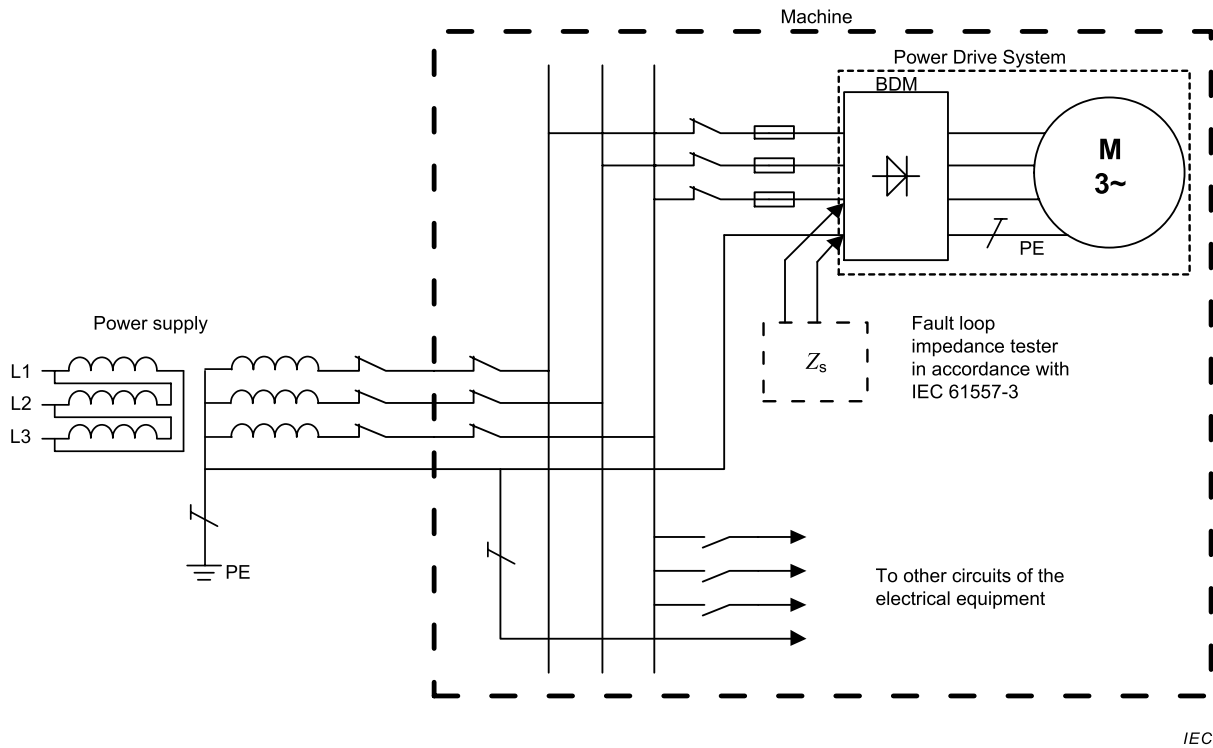 Machine
Power Drive System
BDM
M
3~
PE
Power supply
L1
L2
L3
Zs
Fault loop
impedance tester
in accordance with
IEC 61557-3
PE
To other circuits of the
electrical equipment
IEC